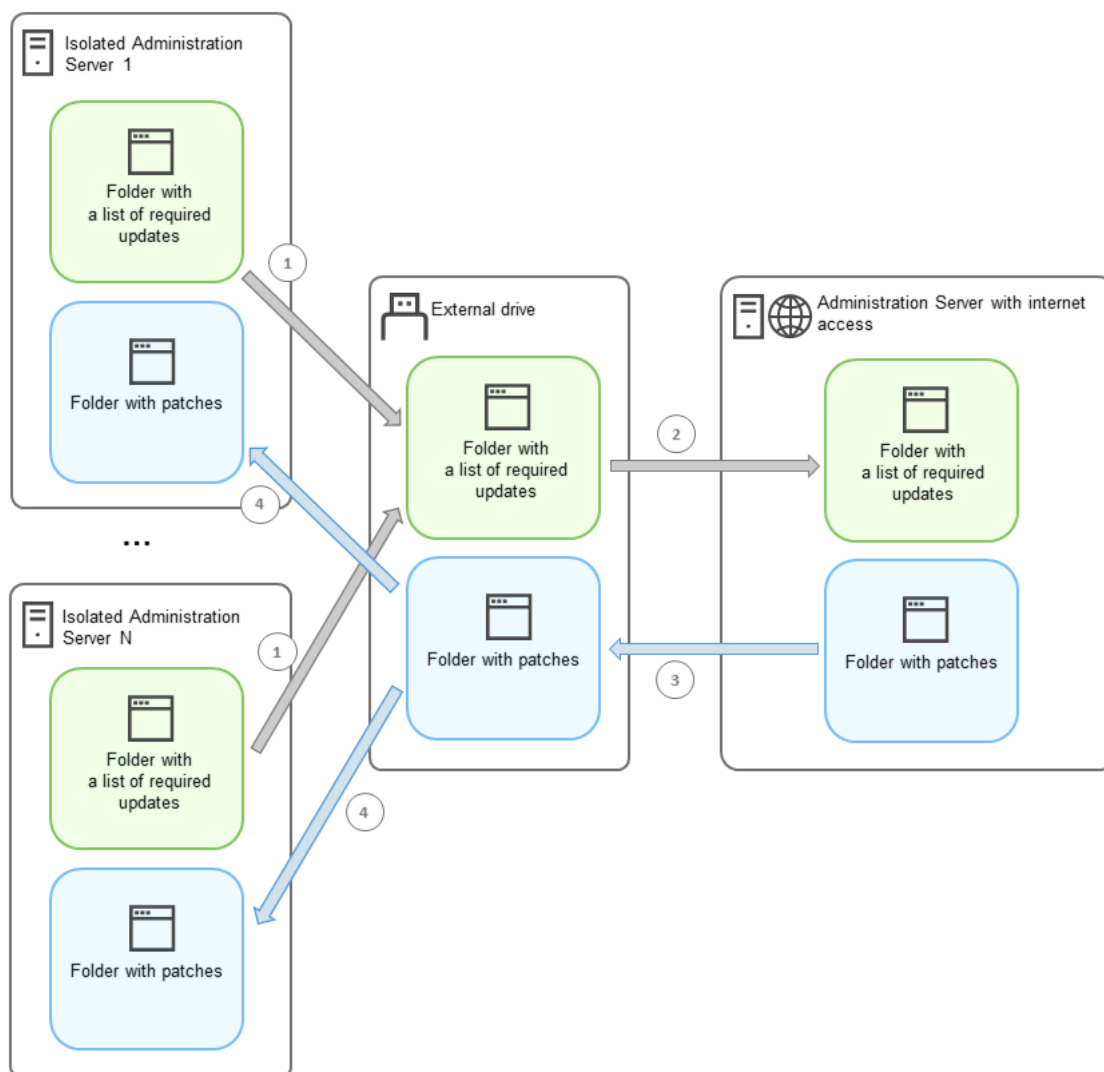 Isolated Administration
Server 1
Folder with
a list of required
updates
1
Folder with patches
4
...
Isolated Administration
Server N
Folder with
a list of required
updates
1
Folder with patches
4
External drive
Folder with
a list of required
updates
2
Folder with patches
3
Administration Server with internet
access
Folder with
a list of required
updates
Folder with patches